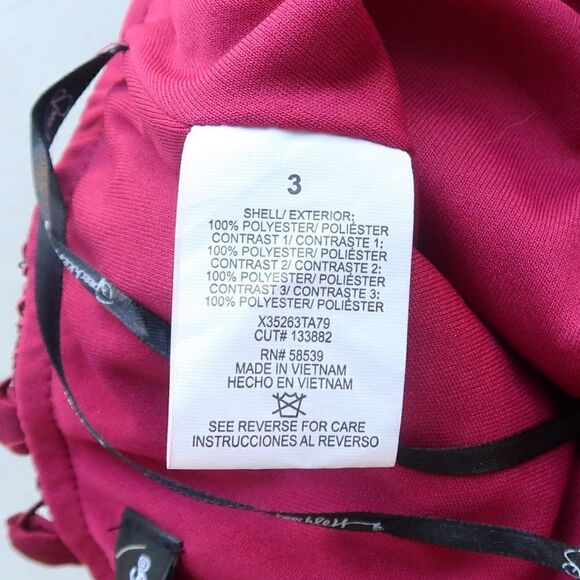 3
SHELL/ EXTERIOR:
100% POLYESTER/ POLIÉSTER
CONTRAST 1/ CONTRASTE 1:
100% POLYESTER/ POLIÉSTER
CONTRAST 2/ CONTRASTE 2:
100% POLYESTER/ POLIÉSTER
CONTRAST 3/ CONTRASTE 3:
100% POLYESTER/ POLIÉSTER
X35263TA79
CUT# 133882
RN# 58539
MADE IN VIETNAM
HECHO EN VIETNAM
SEE REVERSE FOR CARE
INSTRUCCIONES AL REVERSO
Speechless
Speechless